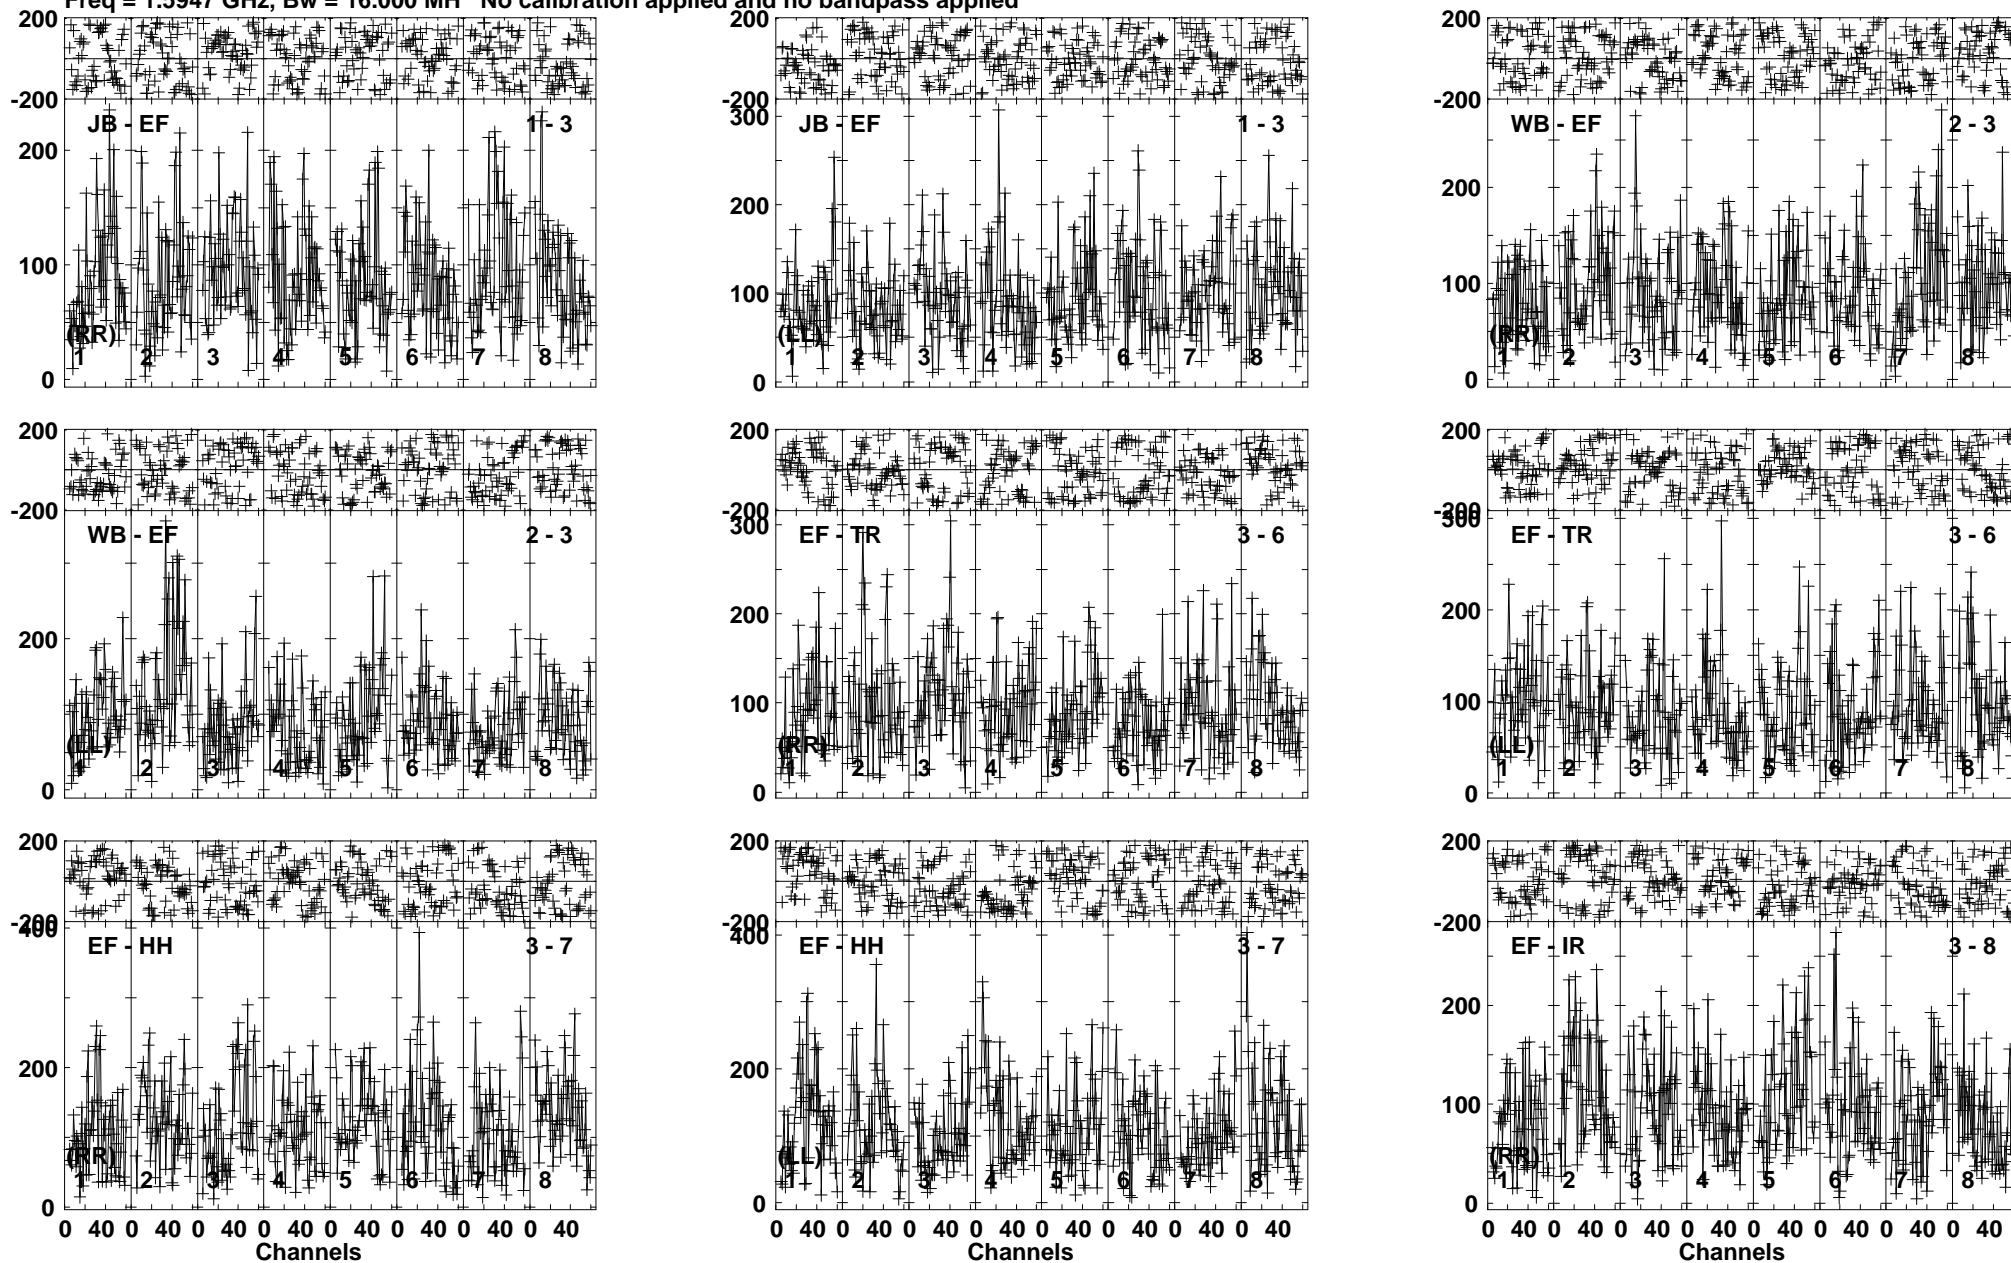 Freq = 1.5947 GHz, Bw = 16.000 MH No calibration applied and no bandpass applied
200 200 200
-200 -200 -200
JB - EF 1 - 3 300 JB - EF 1 - 3 WB - EF 2 - 3
200 200 200
100 100 100
(RR) (LL) (RR)
1 2 3 4 5 6 7 8 1 2 3 4 5 6 7 8 1 2 3 4 5 6 7 8
0 0 0
200 200 200
-200 -200 -200
WB - EF 2 - 3 300 EF - TR 3 - 6 300 EF - TR 3 - 6
200 200 200
100 100
(LL) (RR) (LL)
1 2 3 4 5 6 7 8 1 2 3 4 5 6 7 8 1 2 3 4 5 6 7 8
0 0 0
200 200 200
-200 -200 -200
400 EF - HH 3 - 7 400 EF - HH 3 - 7 EF - IR 3 - 8
200 200 200
100
(RR) (LL) (RR)
1 2 3 4 5 6 7 8 1 2 3 4 5 6 7 8 1 2 3 4 5 6 7 8
0 0 0
0 40 0 40 0 40 0 40 0 40 0 40 0 40 0 40 0 40 0 40 0 40 0 40 0 40 0 40 0 40 0 40 0 40 0 40 0 40 0 40 0 40 0 40 0 40 0 40
Channels Channels Channels